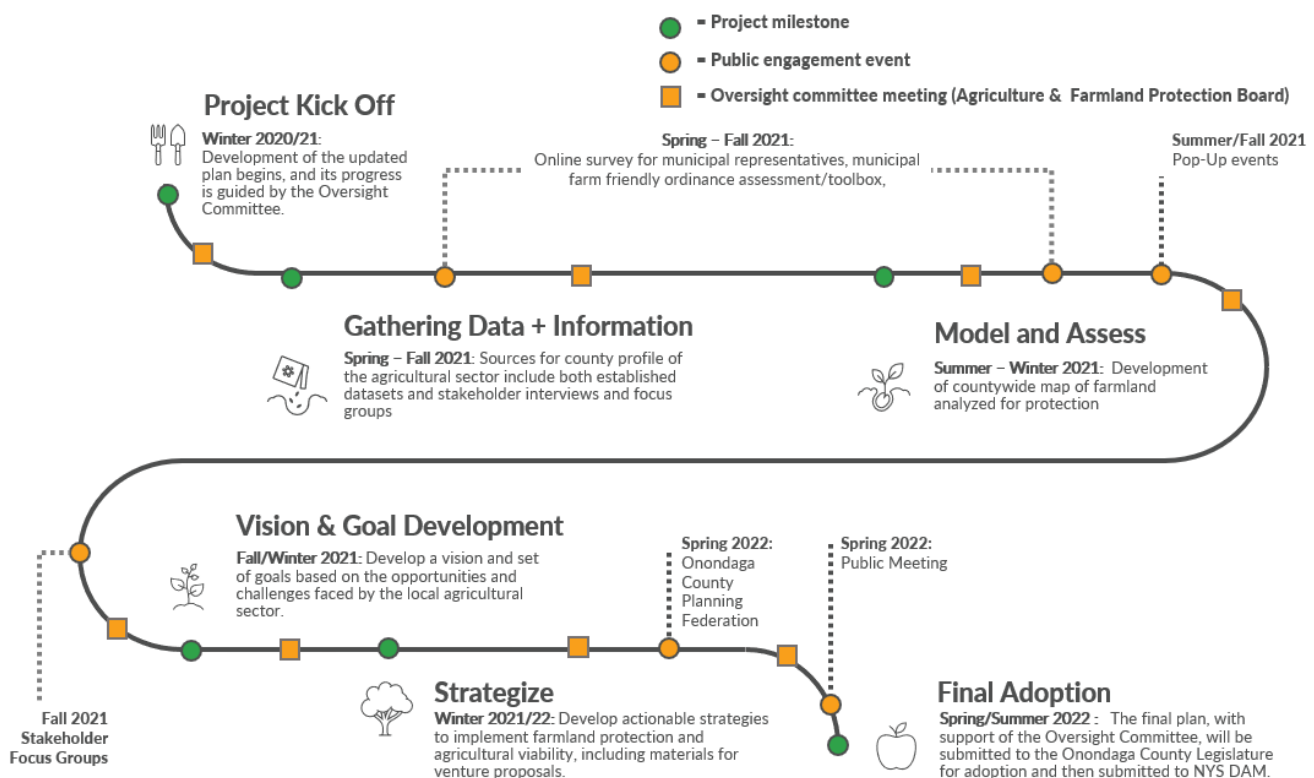 = Project milestone
= Public engagement event
= Oversight committee meeting (Agriculture & Farmland Protection Board)
Project Kick Off
Winter 2020/21:
Development of the updated
plan begins, and its progress
is guided by the Oversight
Committee.
Spring – Fall 2021:
Online survey for municipal representatives, municipal
farm friendly ordinance assessment/toolbox,
Summer/Fall 2021
Pop-Up events
Gathering Data + Information
Spring – Fall 2021: Sources for county profile of
the agricultural sector include both established
datasets and stakeholder interviews and focus
groups
Model and Assess
Summer – Winter 2021: Development
of countywide map of farmland
analyzed for protection
Vision & Goal Development
Fall/Winter 2021: Develop a vision and set
of goals based on the opportunities and
challenges faced by the local agricultural
sector.
Spring 2022:
Onondaga
County
Planning
Federation
Spring 2022:
Public Meeting
Fall 2021
Stakeholder
Focus Groups
Strategize
Winter 2021/22: Develop actionable strategies
to implement farmland protection and
agricultural viability, including materials for
venture proposals.
Final Adoption
Spring/Summer 2022 : The final plan, with
support of the Oversight Committee, will be
submitted to the Onondaga County Legislature
for adoption and then submitted to NYS DAM.